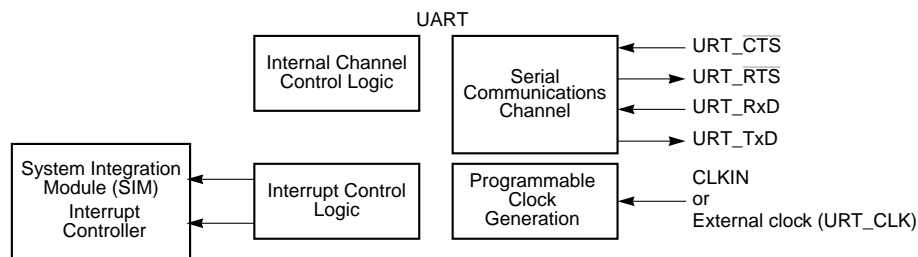 UART
Internal Channel
Control Logic
Serial
Communications
Channel
URT_CTS
URT_RTS
URT_RxD
URT_TxD
System Integration
Module (SIM)
Interrupt
Controller
Interrupt Control
Logic
Programmable
Clock
Generation
CLKIN
or
External clock (URT_CLK)